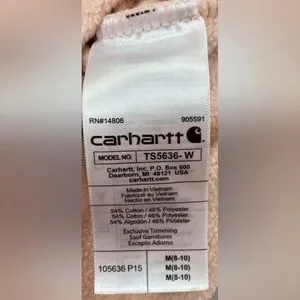 RN#14806 905591
carhartt
MODEL NO. TS5636-W
Carhartt, Inc. P.O. Box 600
Dearborn, MI 48121 USA
carhartt.com
Made in Vietnam
Fabriqué au Vietnam
Hecho en Vietnam
54% Cotton / 46% Polyester
54% Coton / 46% Polyester
54% Algodon / 46% Poliester
Exclusive Trimming
Sauf Garnitures
Excepto Adorno
M(8-10)
105636 P15 M(8-10)
M(8-10)